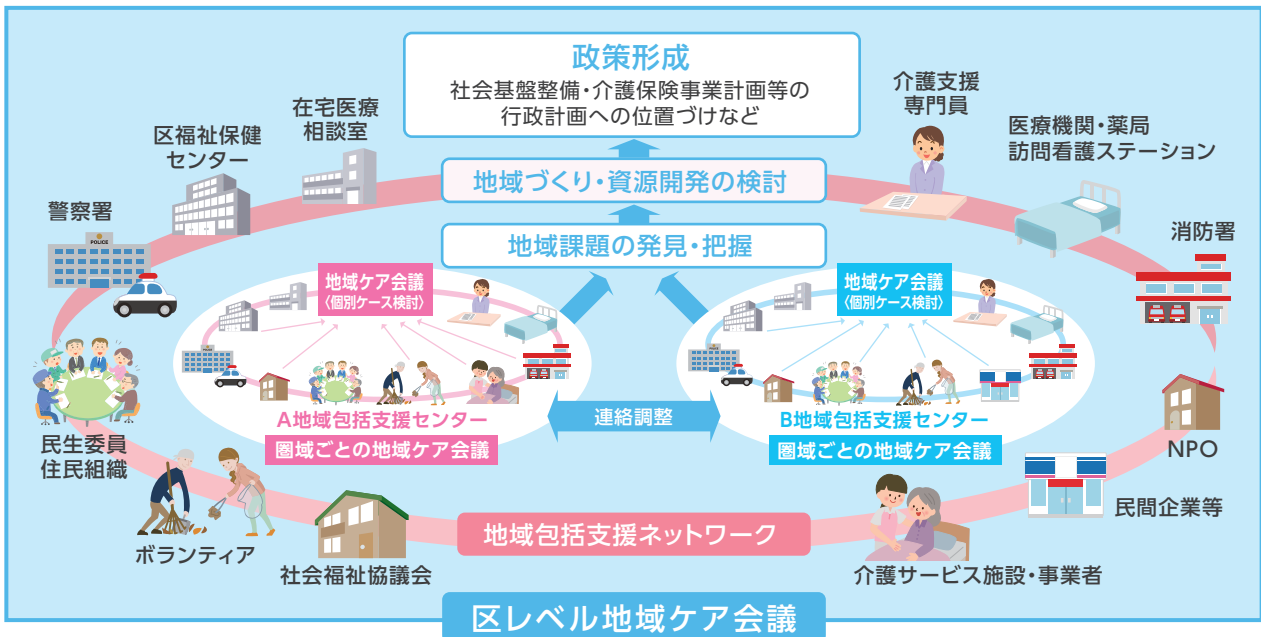 政策形成
社会基盤整備・介護保険事業計画等の
行政計画への位置づけなど
地域づくり・資源開発の検討
地域課題の発見・把握
警察署
区福祉保健
センター
在宅医療
相談室
介護支援
専門員
医療機関・薬局
訪問看護ステーション
消防署
POLICE
地域ケア会議
〈個別ケース検討〉
A地域包括支援センター
圏域ごとの地域ケア会議
連絡調整
地域ケア会議
〈個別ケース検討〉
B地域包括支援センター
圏域ごとの地域ケア会議
民生委員
住民組織
ボランティア
社会福祉協議会
地域包括支援ネットワーク
介護サービス施設・事業者
民間企業等
NPO
区レベル地域ケア会議